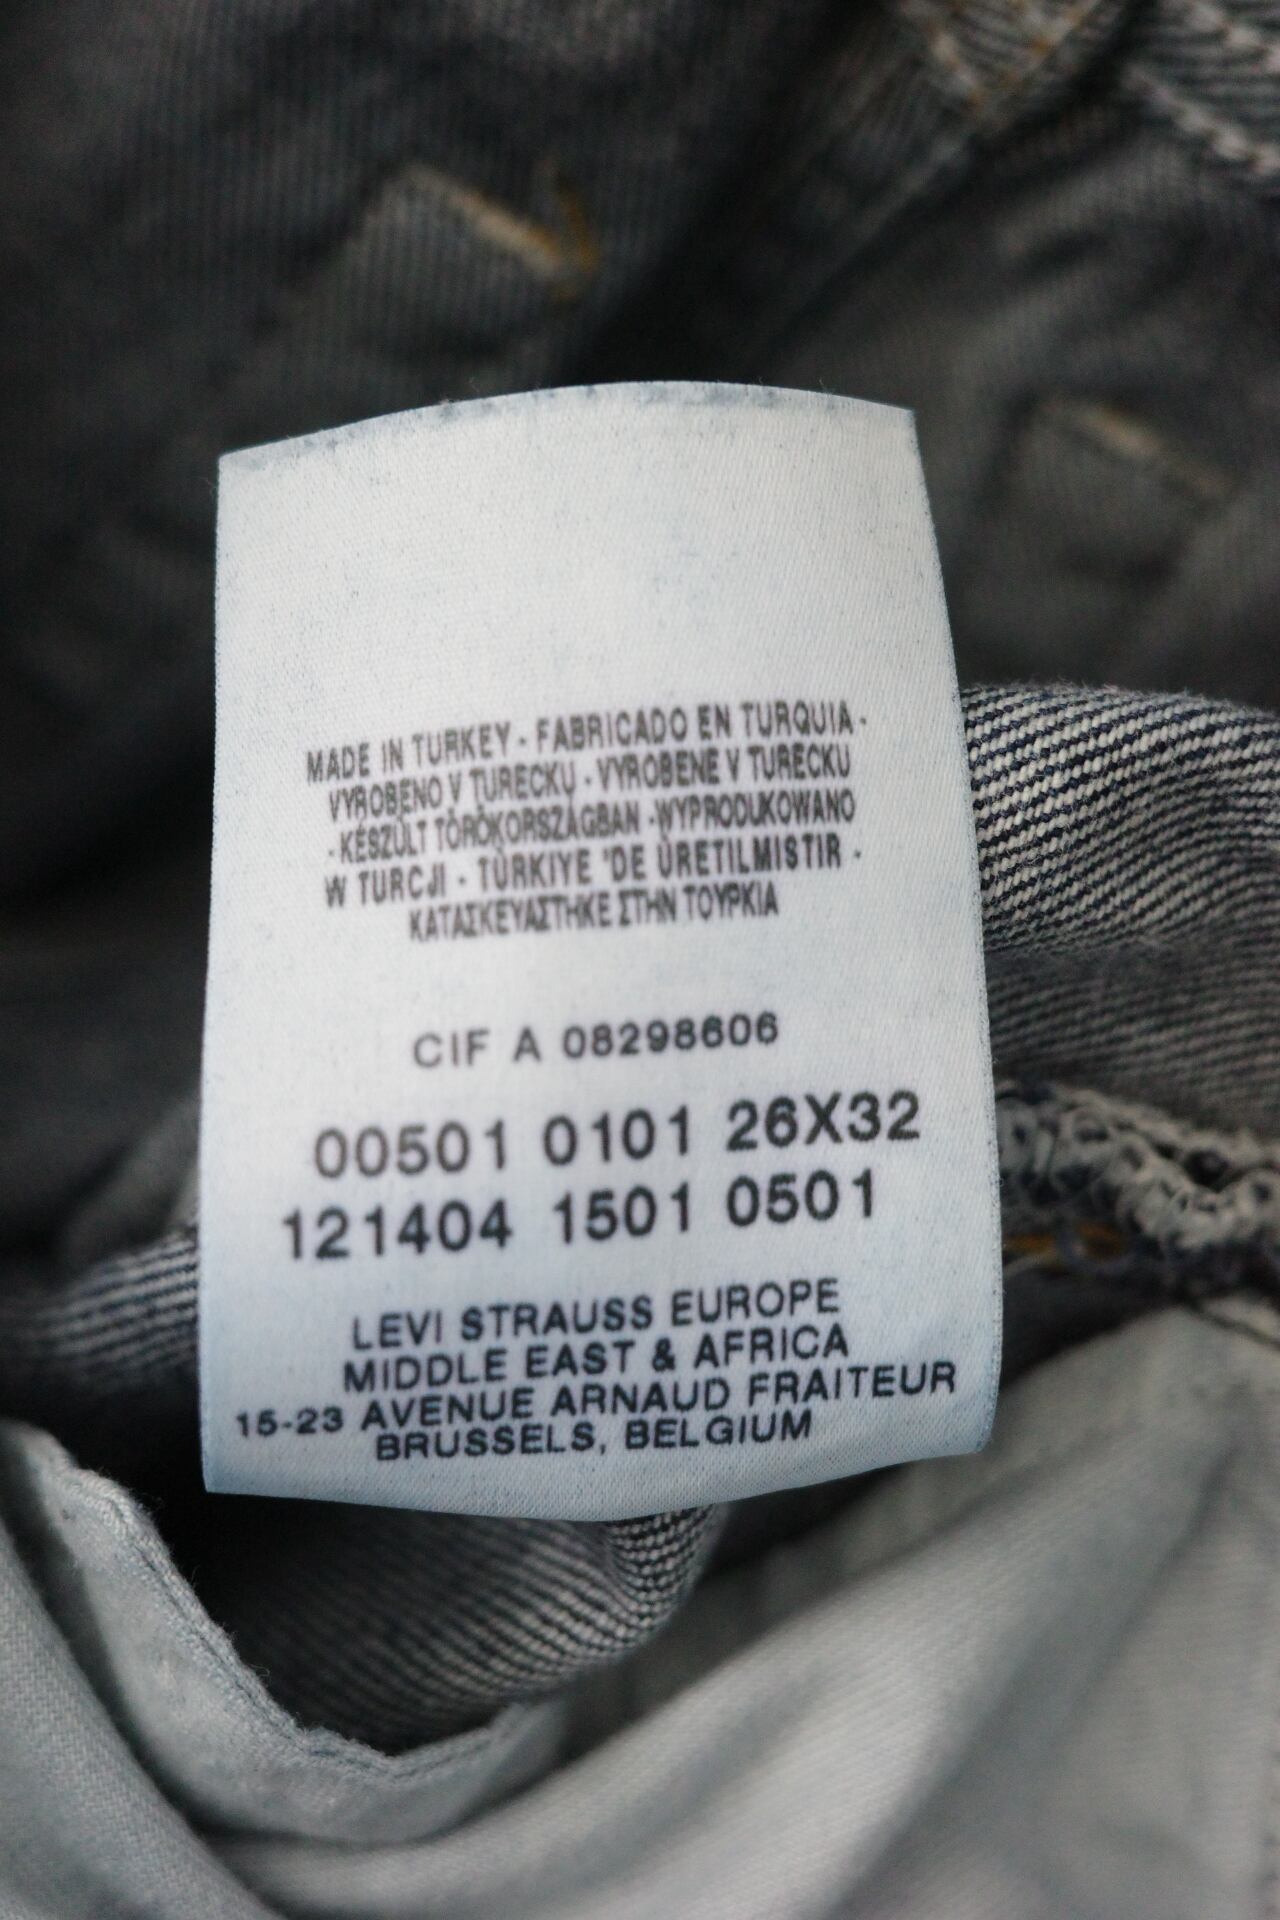 MADE IN TURKEY - FABRICADO EN TURQUIA -
VYROBENO V TURECKU - VYROBENE V TURECKU
- KÉSZÜLT TÖRÖKORSZÁGBAN - WYPRODUKOWANO
W TURCJI - TÜRKIYE 'DE ÜRETILMISTIR -
ΚΑΤΑΣΚΕΥΑΣΤΗΚΕ ΣΤΗΝ ΤΟΥΡΚΙΑ
CIF A 08298606
00501 0101 26X32
121404 1501 0501
LEVI STRAUSS EUROPE
MIDDLE EAST & AFRICA
15-23 AVENUE ARNAUD FRAITEUR
BRUSSELS, BELGIUM